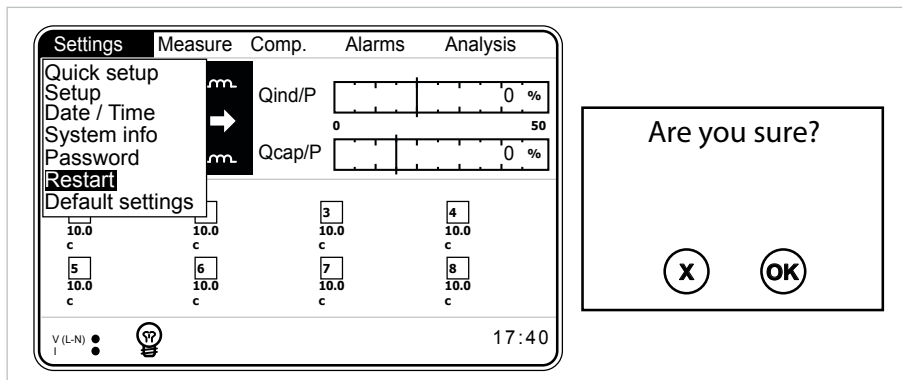 Settings Measure Comp. Alarms Analysis
Quick setup
Setup
Date / Time
System info
Password
Restart
Default settings
Qind/P 0 %
0 50
Qcap/P 0 %
3 4
10.0 10.0 10.0 10.0
c c c c
5 6 7 8
10.0 10.0 10.0 10.0
c c c c
V (L-N)
I
17:40
Are you sure?
X OK